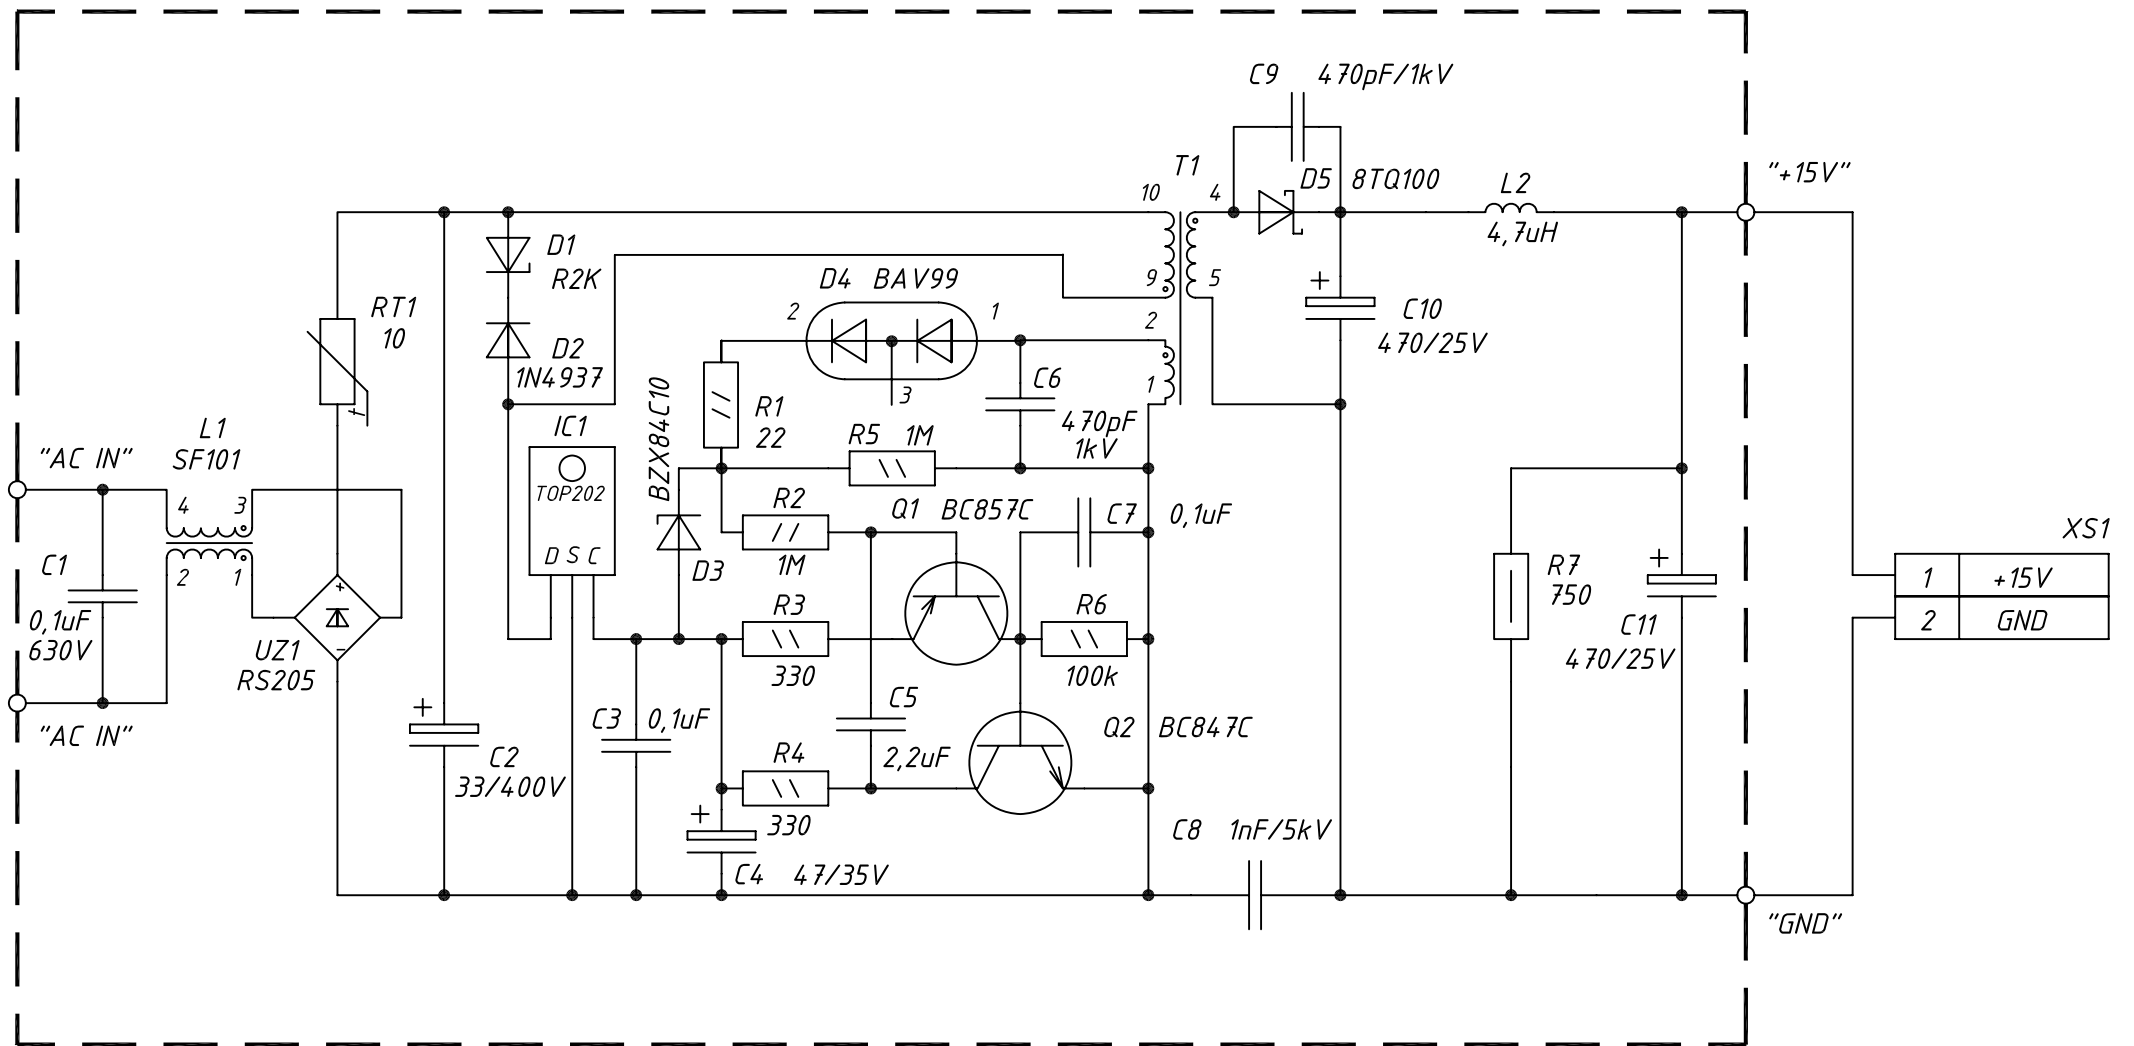 C9 470pF/1kV
T1
"+15V"
10 4
D5 8TQ100
L2
4,7uH
D1
R2K
D4 BAV99
9 5
RT1
10
2 1 2
+
C10
470/25V
D2
1N4937
3
C6
1
470pF
1kV
t
BZX84C10
R1
22
IC1
L1
SF101
"AC IN"
R5 1M
TOP202
4 3
R2
1M
Q1 BC857C
C7 0,1uF
XS1
D S C
D3
2 1
C1
0,1uF
630V
+
-
UZ1
RS205
R3
330
R6
100k
R7
750
+
C11
470/25V
1 +15V
2 GND
"AC IN"
+
C2
33/400V
C3 0,1uF
C5
2,2uF
Q2 BC847C
R4
330
+
C4 47/35V
C8 1nF/5kV
"GND"